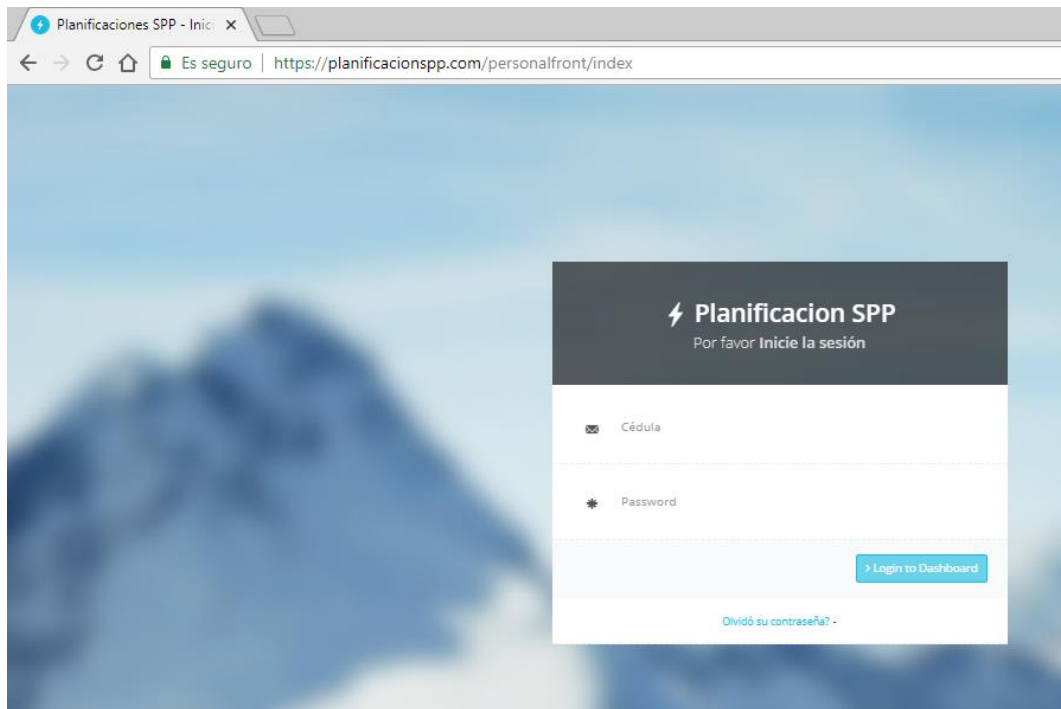 Planificaciones SPP - Inici
Es seguro | https://planificacionspp.com/personalfront/index
Planificacion SPP
Por favor Inicie la sesión
Cédula
Password
> Login to Dashboard
Olvidó su contraseña? -